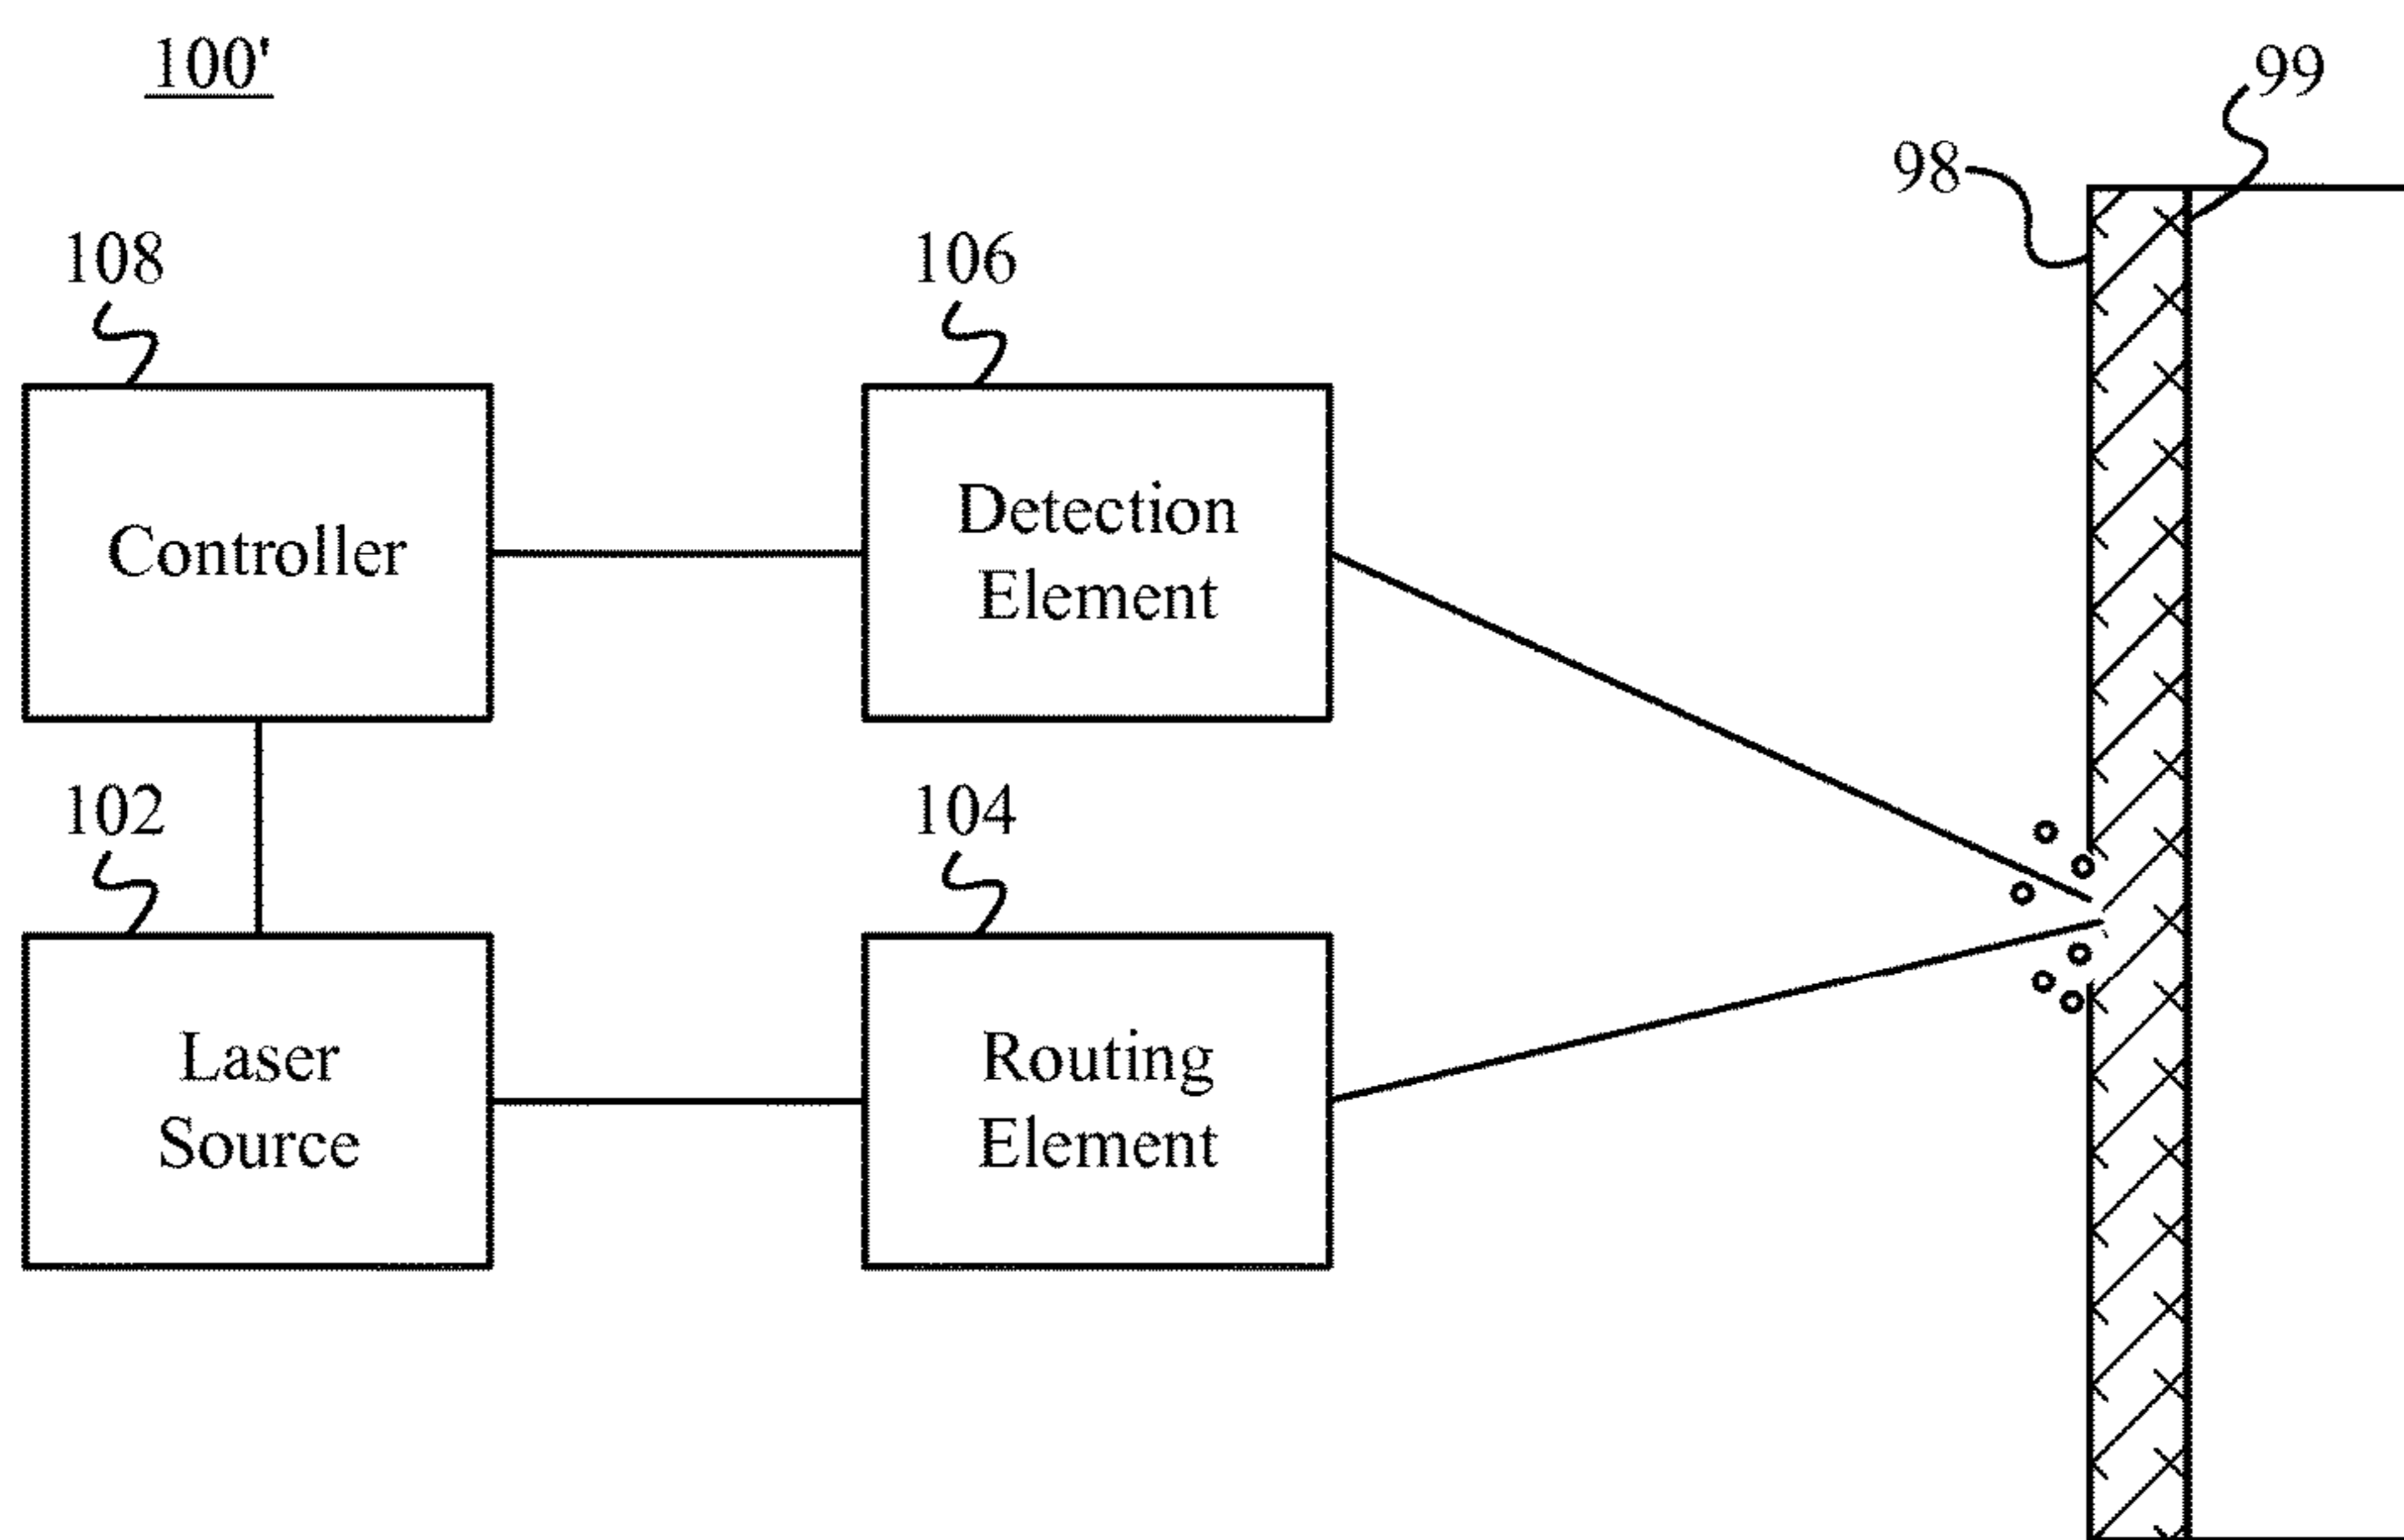 100'
99
98
108
106
Controller
Detection
Element
102
104
Laser
Source
Routing
Element